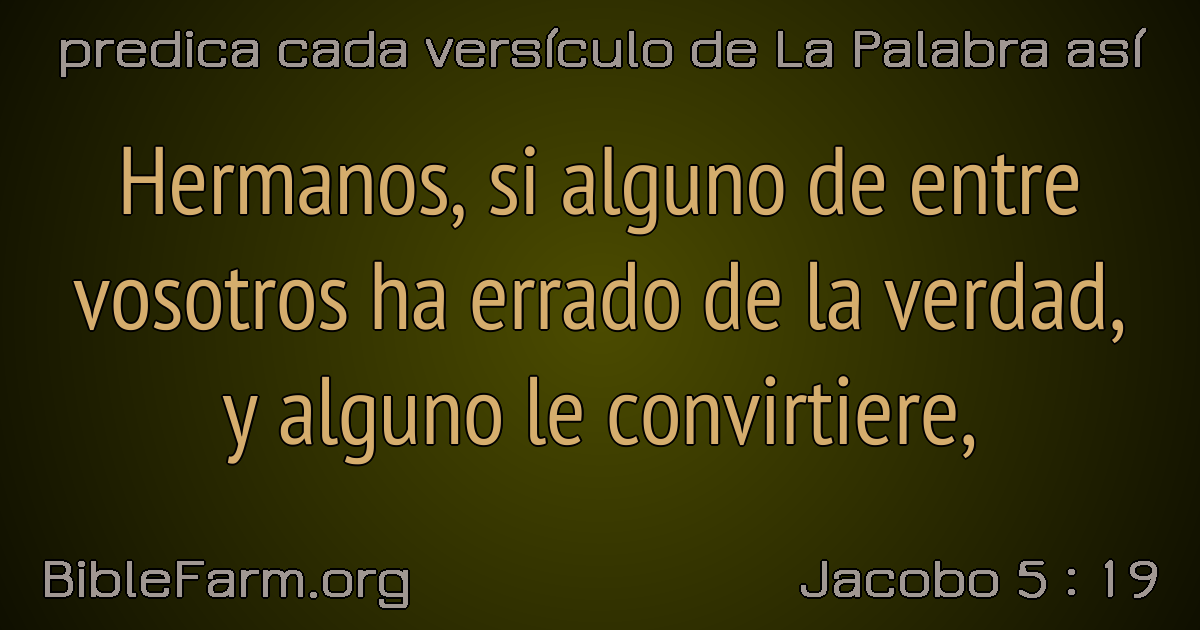 predica cada versículo de La Palabra así
Hermanos, si alguno de entre
vosotros ha errado de la verdad,
y alguno le convirtiere,
BibleFarm.org
Jacobo 5 : 19